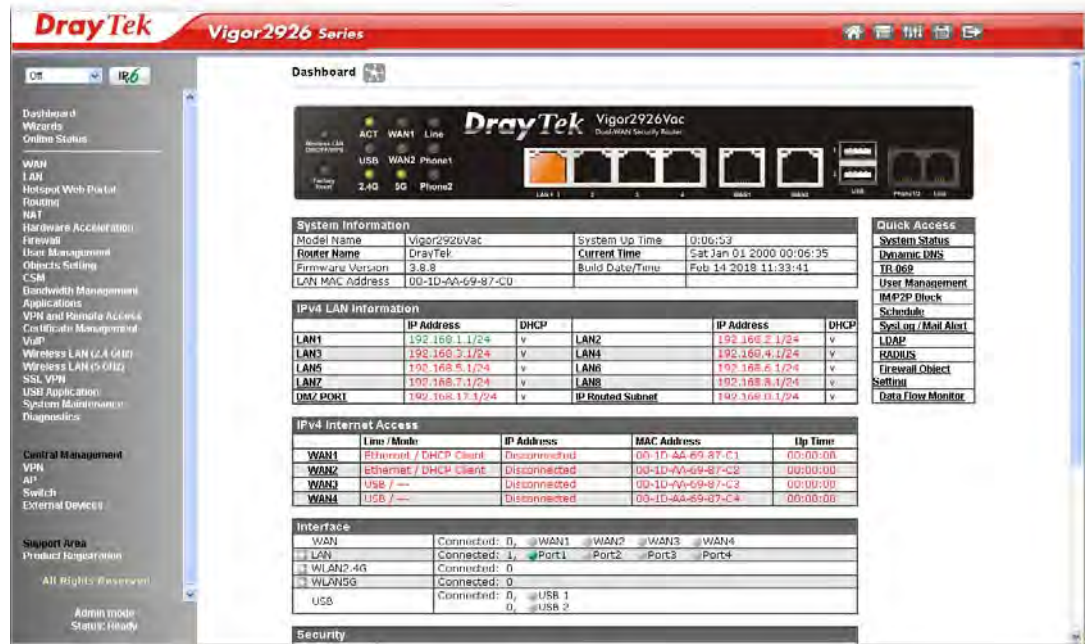 DrayTek Vigor2926 Series
Off IPv6
Dashboard
Wizards
Online Status
WAN
LAN
Hotspot Web Portal
Routing
NAT
Hardware Acceleration
Firewall
User Management
Objects Setting
CSM
Bandwidth Management
Applications
VPN and Remote Access
Certificate Management
VoIP
Wireless LAN (2.4 GHz)
Wireless LAN (5 GHz)
SSL VPN
USB Application
System Maintenance
Diagnostics
Central Management
VPN
AP
Switch
External Devices
Support Area
Product Registration
All Rights Reserved
Admin mode
Status: Ready
Dashboard
DrayTek Vigor2926Vac
Dual-WAN Security Router
ACT WAN1 Line
USB WAN2 Phone1
2.4G 5G Phone2
Factory Reset
2 3 4 WAN1 WAN2 USB
System Information
Model Name Vigor2926Vac System Up Time 0:06:53
Router Name DrayTek Current Time Sat Jan 01 2000 00:06:35
Firmware Version 3.8.8 Build Date/Time Feb 14 2018 11:33:41
LAN MAC Address 00-1D-AA-69-87-C0
IPv4 LAN Information
IP Address DHCP IP Address DHCP
LAN1 192.168.1.1/24 v LAN2 192.168.2.1/24 v
LAN3 192.168.3.1/24 v LAN4 192.168.4.1/24 v
LAN5 192.168.5.1/24 v LAN6 192.168.6.1/24 v
LAN7 192.168.7.1/24 v LAN8 192.168.8.1/24 v
DMZ PORT 192.168.17.1/24 v IP Routed Subnet 192.168.0.1/24 v
IPv4 Internet Access
Line / Mode IP Address MAC Address Up Time
WAN1 Ethernet / DHCP Client Disconnected 00-1D-AA-69-87-C1 00:00:00
WAN2 Ethernet / DHCP Client Disconnected 00-1D-AA-69-87-C2 00:00:00
WAN3 USB / --- Disconnected 00-1D-AA-69-87-C3 00:00:00
WAN4 USB / --- Disconnected 00-1D-AA-69-87-C4 00:00:00
Interface
WAN Connected: 0, WAN1 WAN2 WAN3 WAN4
LAN Connected: 1, Port1 Port2 Port3 Port4
WLAN2.4G Connected: 0
WLAN5G Connected: 0
USB Connected: 0, USB 1
0, USB 2
Security
Quick Access
System Status
Dynamic DNS
TR-069
User Management
IM/P2P Block
Schedule
SysLog / Mail Alert
LDAP
RADIUS
Firewall Object
Setting
Data Flow Monitor